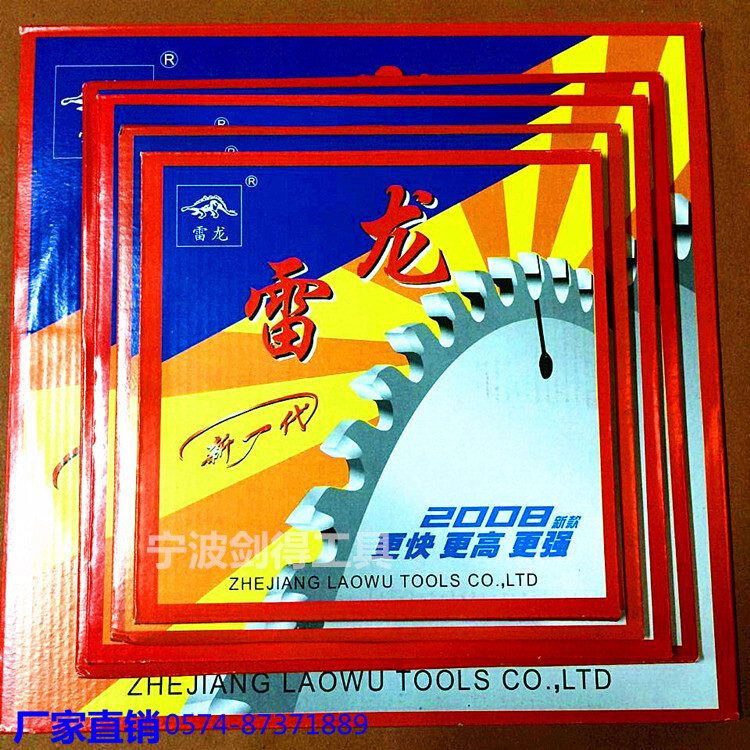 ®
®
雷龙
雷龙
新一代
2008新款
更快 更高 更强
宁波剑得工具
ZHEJIANG LAOWU TOOLS CO.,LTD
ZHEJIANG LAOWU TOOLS CO.,LTD
厂家直销0574-87371889